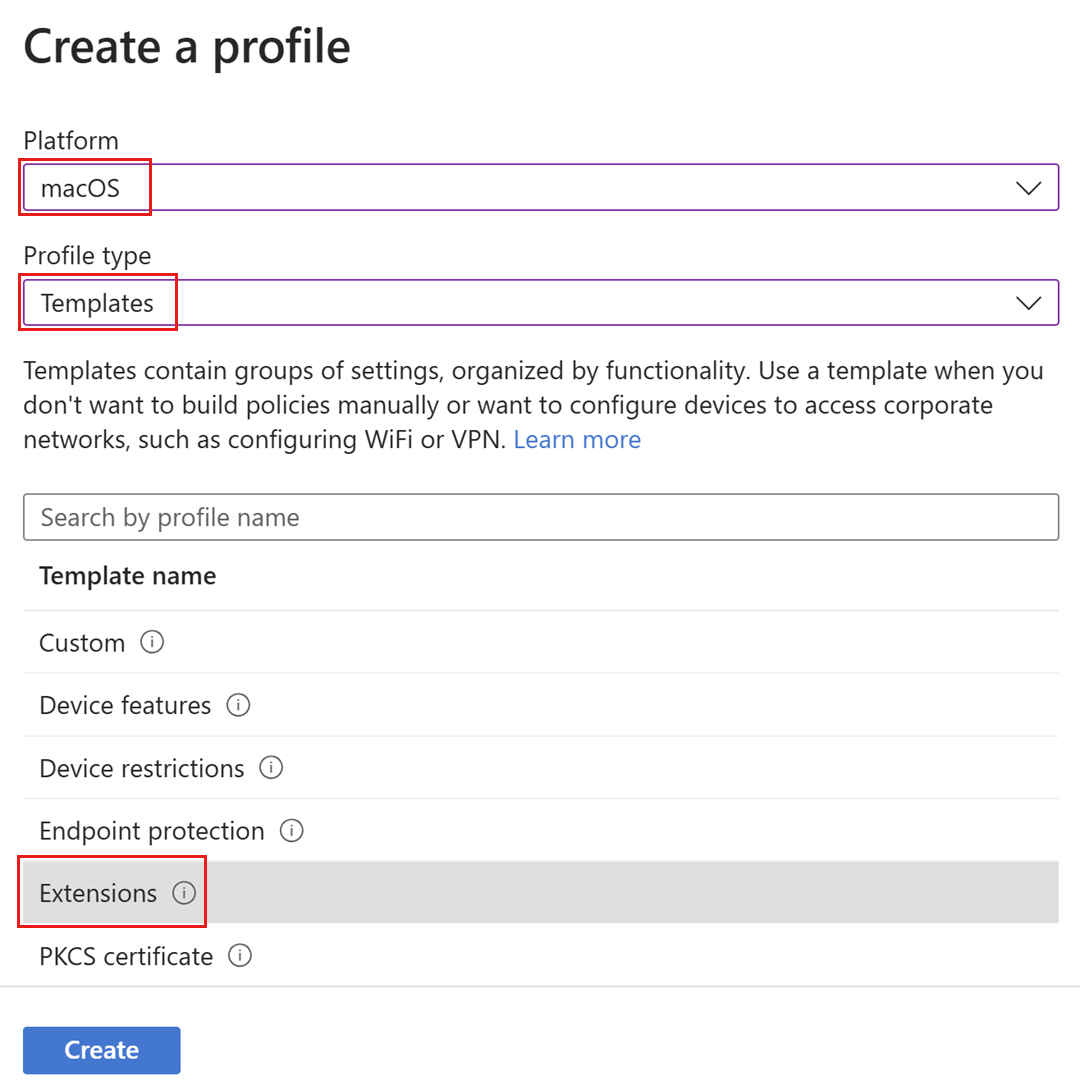 Create a profile
Platform
macOS
Profile type
Templates
Templates contain groups of settings, organized by functionality. Use a template when you
don't want to build policies manually or want to configure devices to access corporate
networks, such as configuring WiFi or VPN. Learn more
Search by profile name
Template name
Custom
Device features
Device restrictions
Endpoint protection
Extensions
PKCS certificate
Create